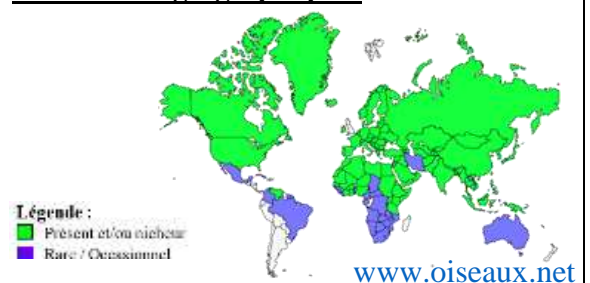 Légende :
Présent et/ou nicheur
Rare / Occasionnel
www.oiseaux.net